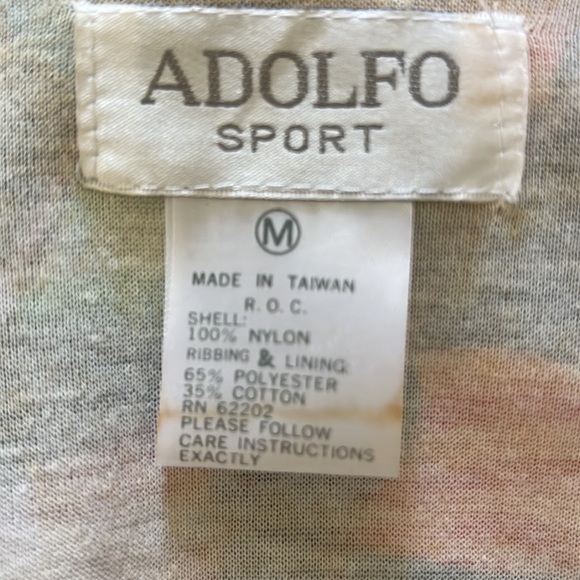 ADOLFO
SPORT
M
MADE IN TAIWAN
R.O.C.
SHELL:
100% NYLON
RIBBING & LINING:
65% POLYESTER
35% COTTON
RN 62202
PLEASE FOLLOW
CARE INSTRUCTIONS
EXACTLY